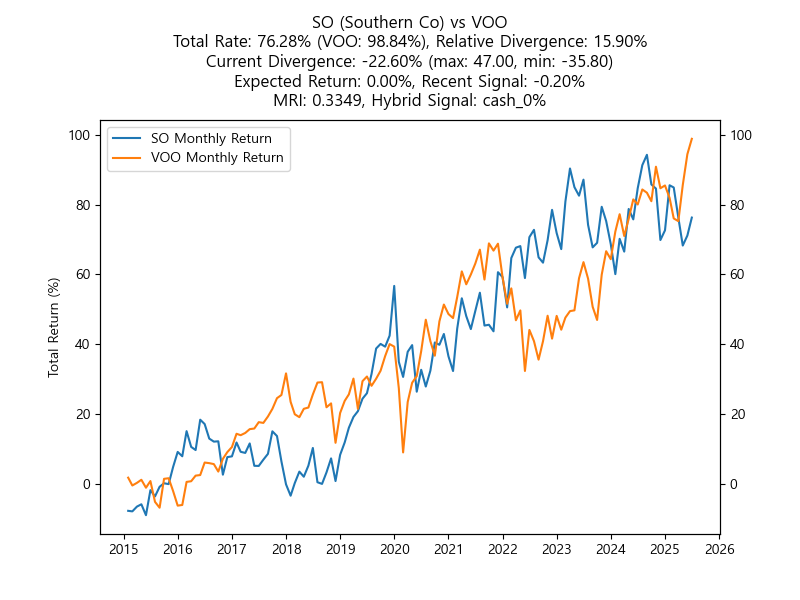 SO (Southern Co) vs VOO
Total Rate: 76.28% (VOO: 98.84%), Relative Divergence: 15.90%
Current Divergence: -22.60% (max: 47.00, min: -35.80)
Expected Return: 0.00%, Recent Signal: -0.20%
MRI: 0.3349, Hybrid Signal: cash_0%
SO Monthly Return
VOO Monthly Return
Total Return (%)
100
80
60
40
20
0
100
80
60
40
20
0
2015 2016 2017 2018 2019 2020 2021 2022 2023 2024 2025 2026